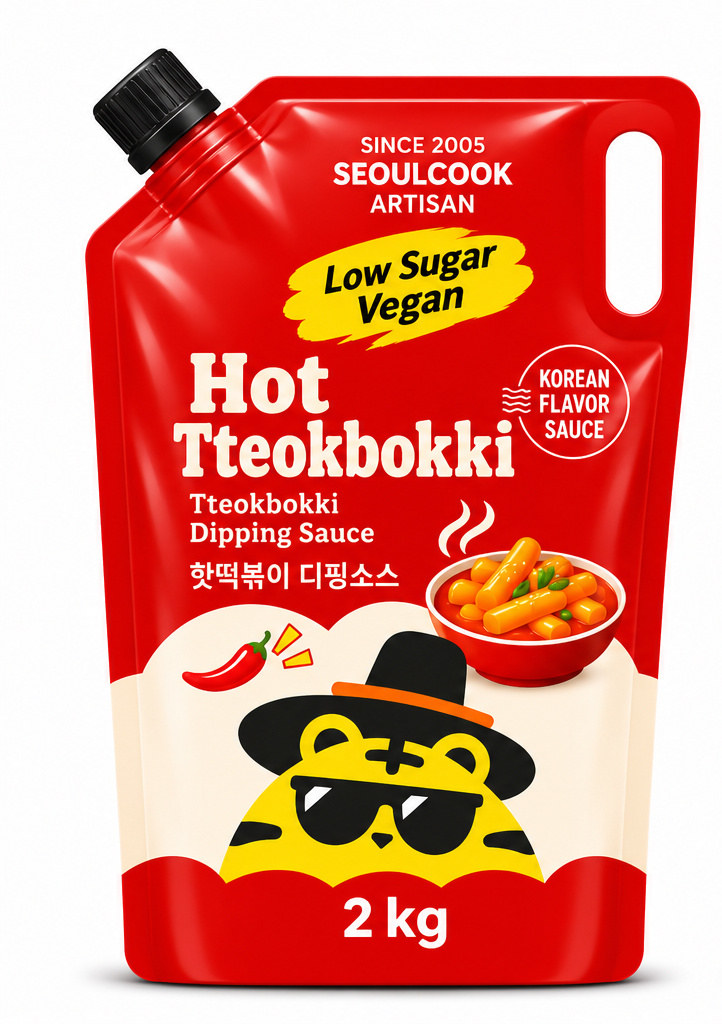 SINCE 2005
SEOULCOOK
ARTISAN
Low Sugar
Vegan
Hot
Tteokbokki
KOREAN
FLAVOR
SAUCE
Tteokbokki
Dipping Sauce
핫떡볶이 디핑소스
2 kg